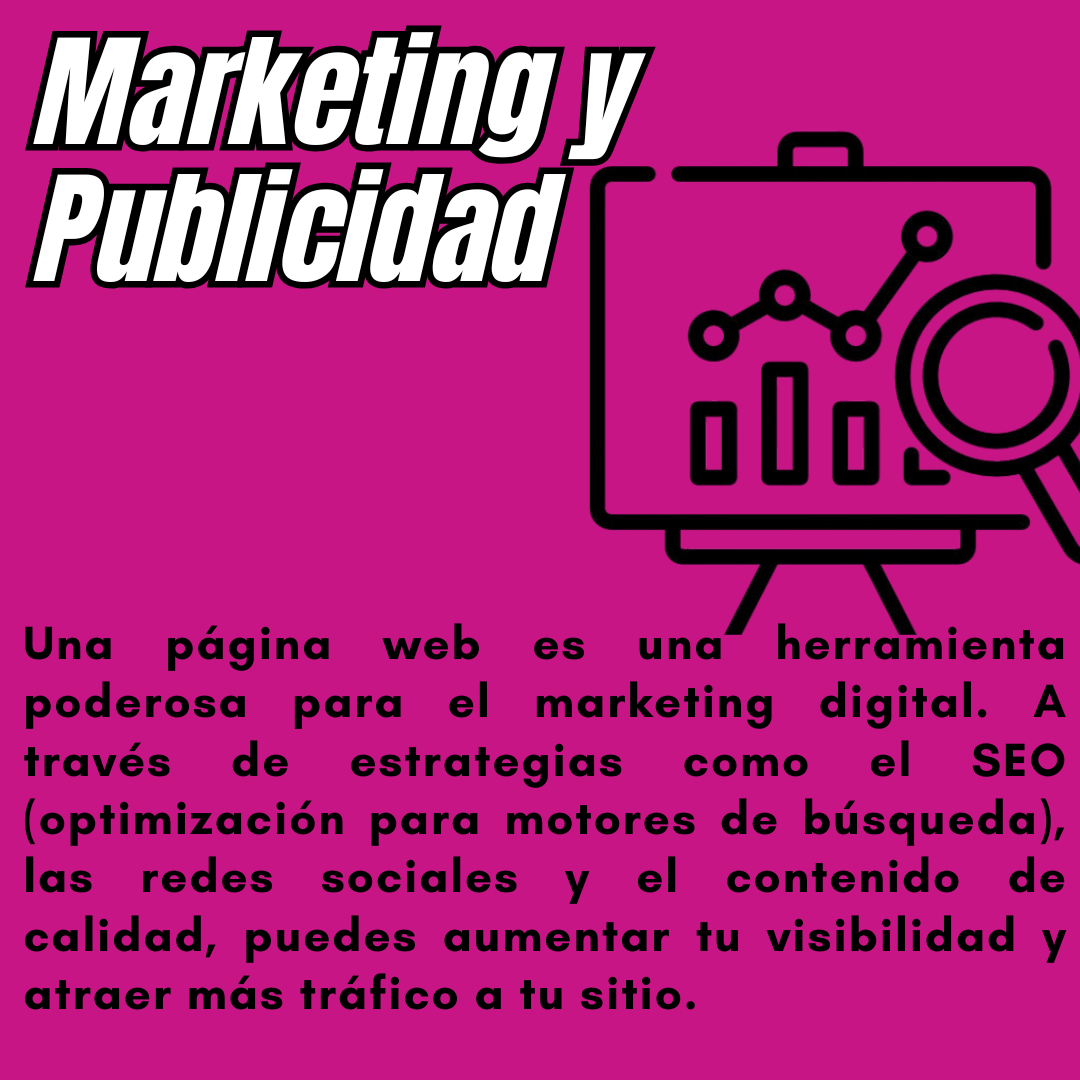 Marketing y
Publicidad
Una página web es una herramienta
poderosa para el marketing digital. A
través de estrategias como el SEO
(optimización para motores de búsqueda),
las redes sociales y el contenido de
calidad, puedes aumentar tu visibilidad y
atraer más tráfico a tu sitio.